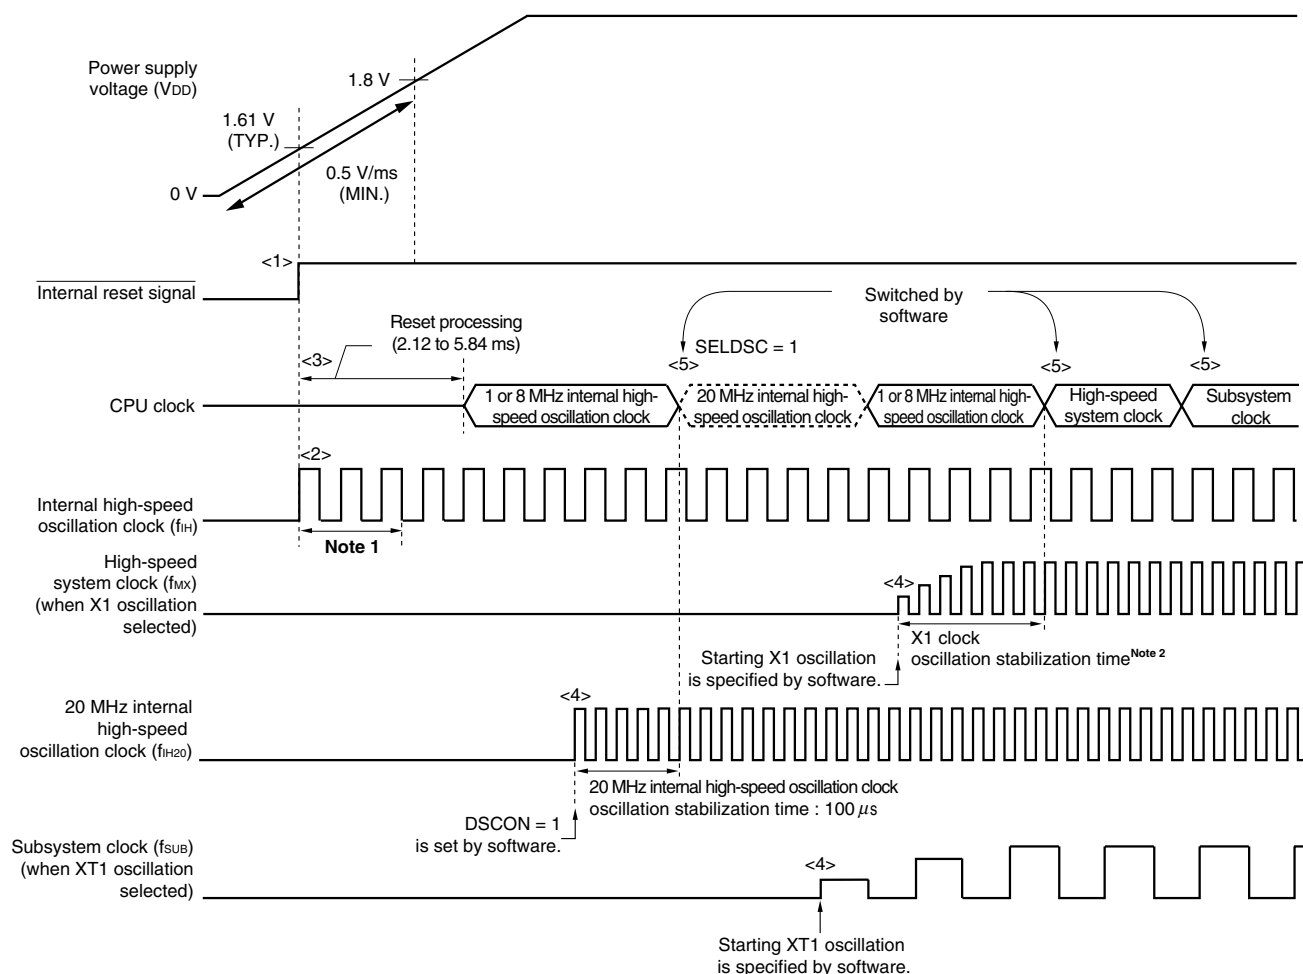 Power supply
voltage (VDD)
1.8 V
1.61 V
(TYP.)
0.5 V/ms
(MIN.)
0 V
<1>
Internal reset signal
Switched by
software
Reset processing
(2.12 to 5.84 ms)
<3>
SELDSC = 1
<5>
<5>
<5>
CPU clock
1 or 8 MHz internal high-
speed oscillation clock
20 MHz internal high-
speed oscillation clock
1 or 8 MHz internal high-
speed oscillation clock
High-speed
system clock
Subsystem
clock
<2>
Internal high-speed
oscillation clock (fIH)
Note 1
High-speed
system clock (fMX)
(when X1 oscillation
selected)
<4>
X1 clock
oscillation stabilization time Note 2
Starting X1 oscillation
is specified by software.
<4>
20 MHz internal
high-speed
oscillation clock (fIH20)
20 MHz internal high-speed oscillation clock
oscillation stabilization time : 100 μs
DSCON = 1
is set by software.
Subsystem clock (fSUB)
(when XT1 oscillation
selected)
<4>
Starting XT1 oscillation
is specified by software.